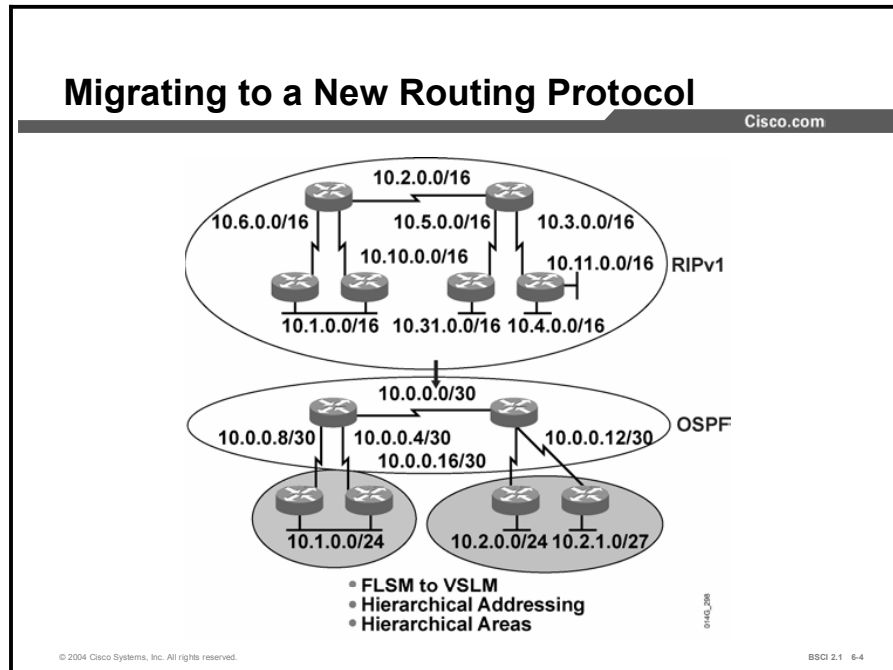 Migrating to a New Routing Protocol
Cisco.com
10.2.0.0/16
10.6.0.0/16
10.5.0.0/16
10.3.0.0/16
10.10.0.0/16
10.11.0.0/16
RIPv1
10.1.0.0/16
10.31.0.0/16
10.4.0.0/16
10.0.0.0/30
OSPF
10.0.0.8/30
10.0.0.4/30
10.0.0.12/30
10.0.0.16/30
10.1.0.0/24
10.2.0.0/24
10.2.1.0/27
FLSM to VSLM
Hierarchical Addressing
Hierarchical Areas
0140_298
© 2004 Cisco Systems, Inc. All rights reserved.
BSCI 2.1 6-4